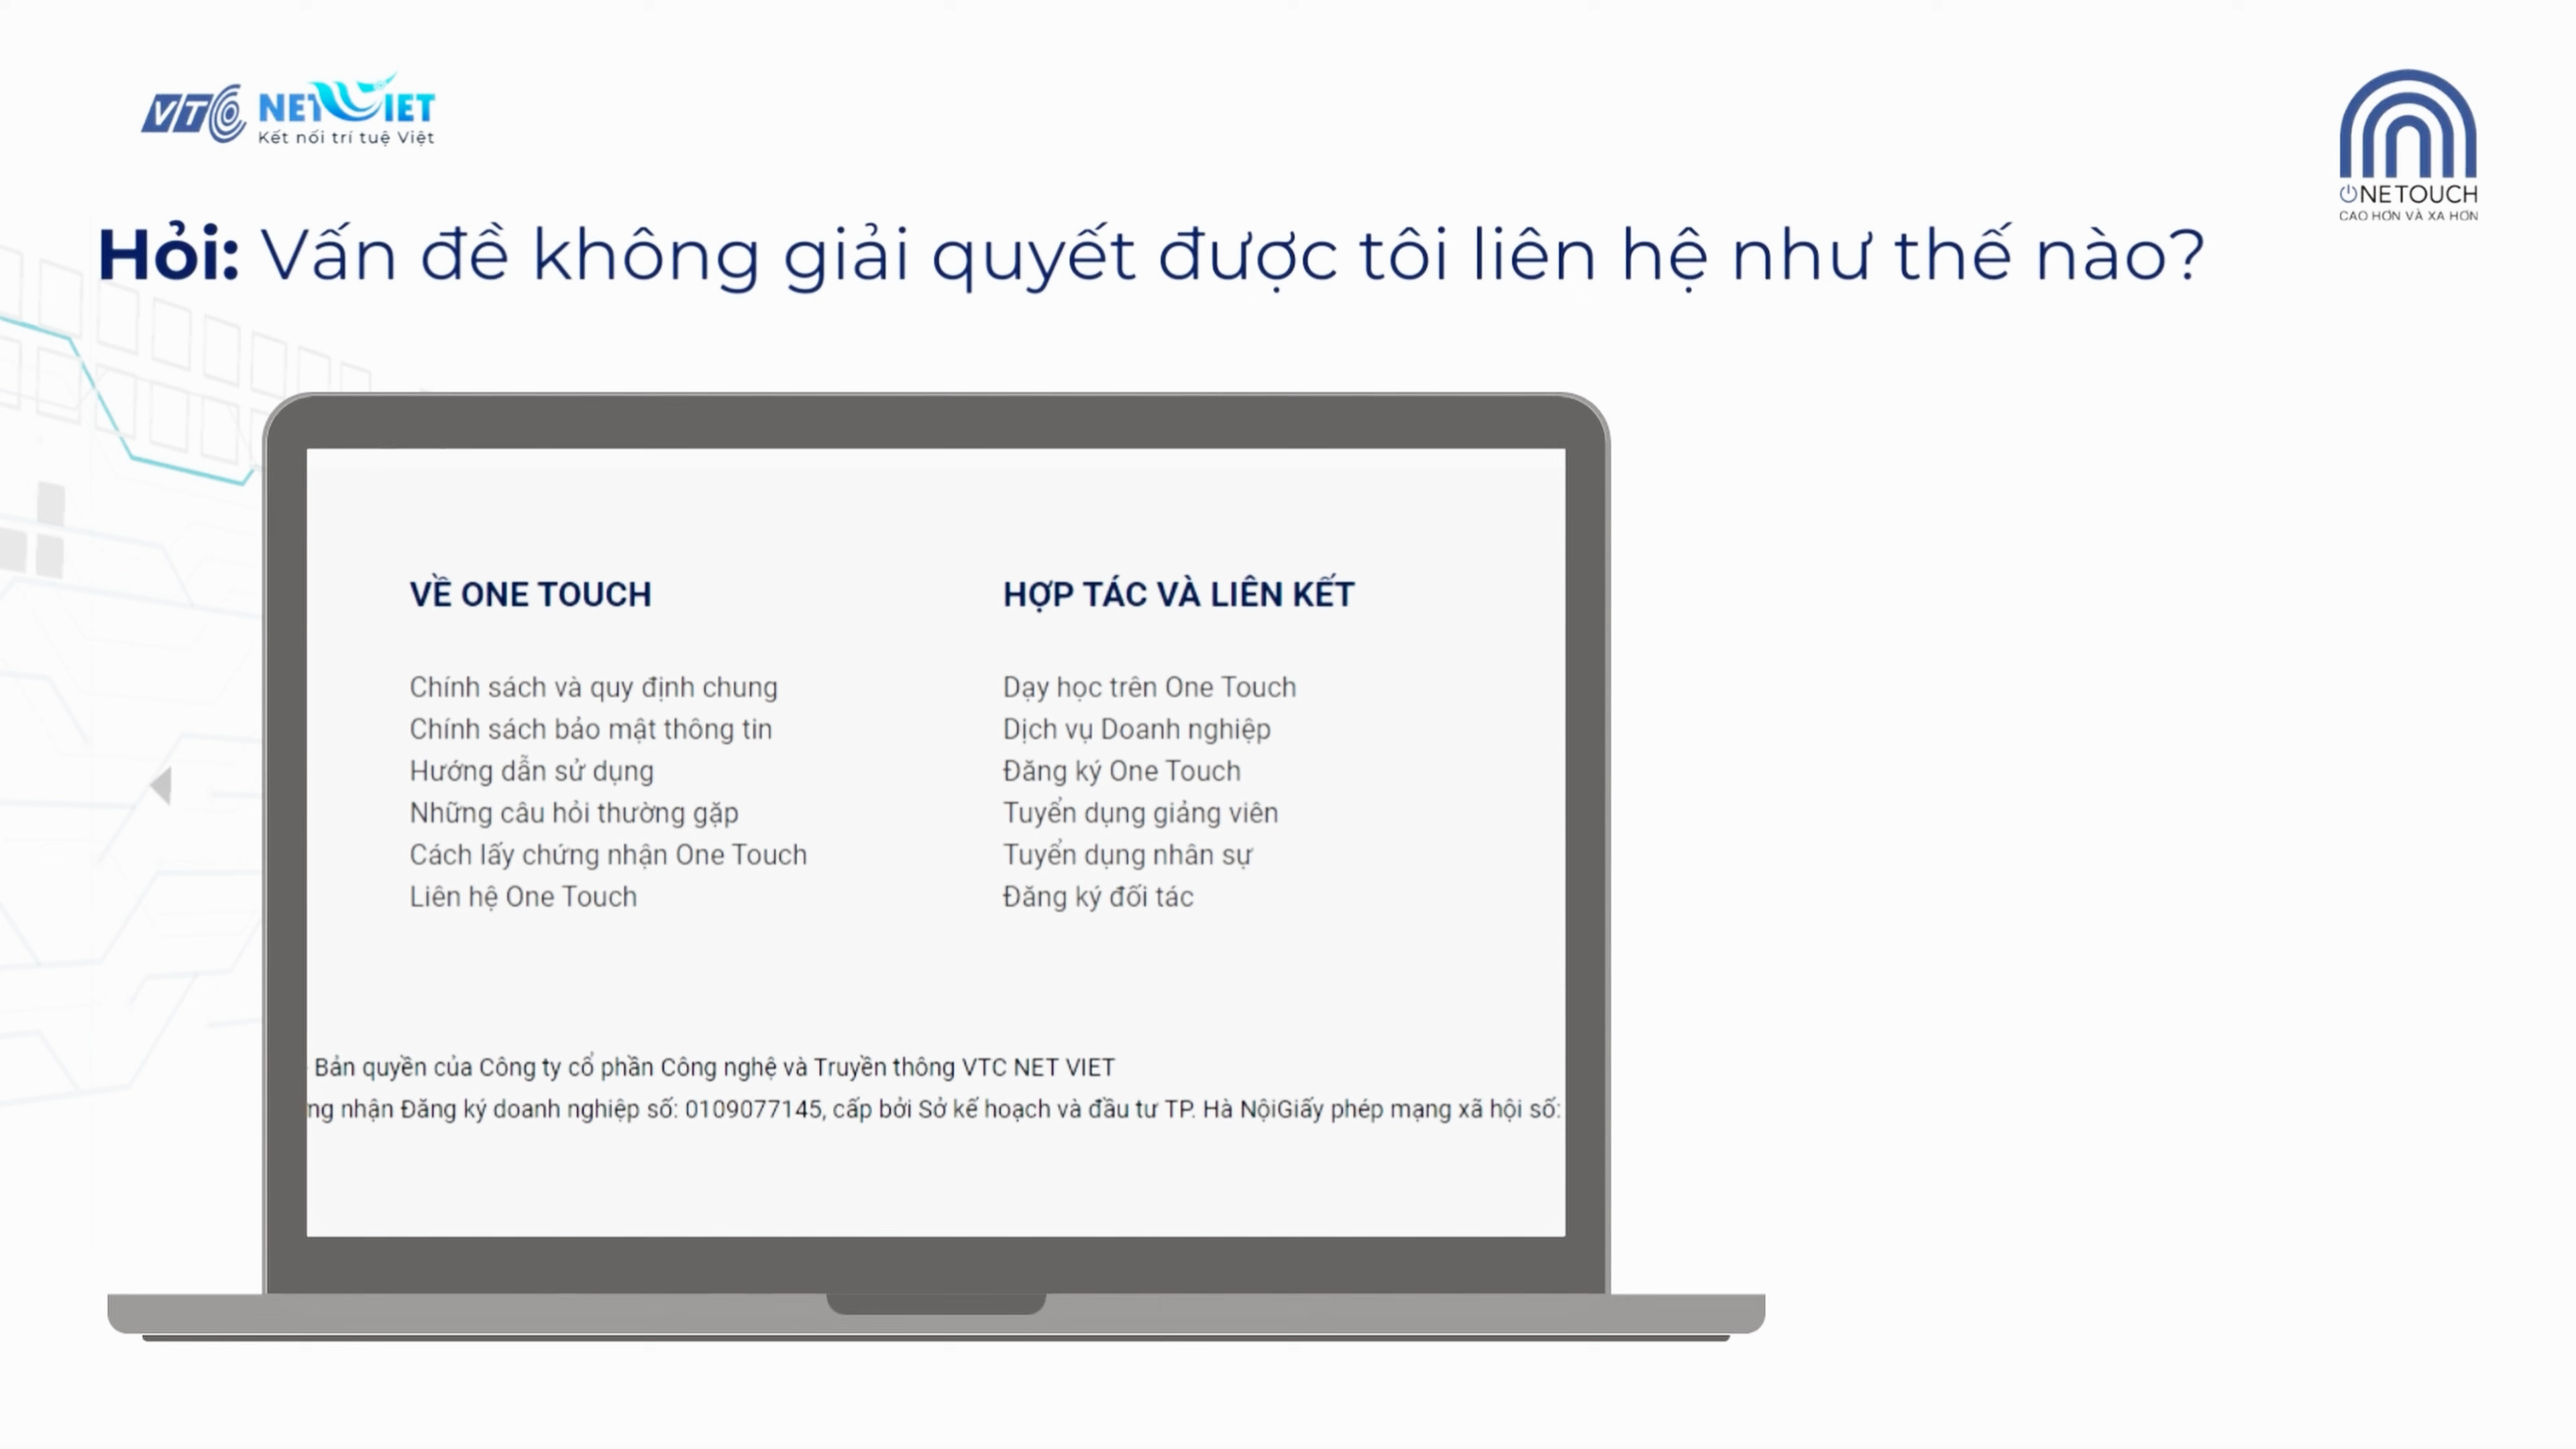 VTC NETVIET
Kết nối trí tuệ Việt
ONETOUCH
CAO HƠN VÀ XA HƠN
Hỏi: Vấn đề không giải quyết được tôi liên hệ như thế nào?
VỀ ONE TOUCH
Chính sách và quy định chung
Chính sách bảo mật thông tin
Hướng dẫn sử dụng
Những câu hỏi thường gặp
Cách lấy chứng nhận One Touch
Liên hệ One Touch
HỢP TÁC VÀ LIÊN KẾT
Dạy học trên One Touch
Dịch vụ Doanh nghiệp
Đăng ký One Touch
Tuyển dụng giảng viên
Tuyển dụng nhân sự
Đăng ký đối tác
Bản quyền của Công ty cổ phần Công nghệ và Truyền thông VTC NET VIET
ng nhận Đăng ký doanh nghiệp số: 0109077145, cấp bởi Sở kế hoạch và đầu tư TP. Hà NộiGiấy phép mạng xã hội số: